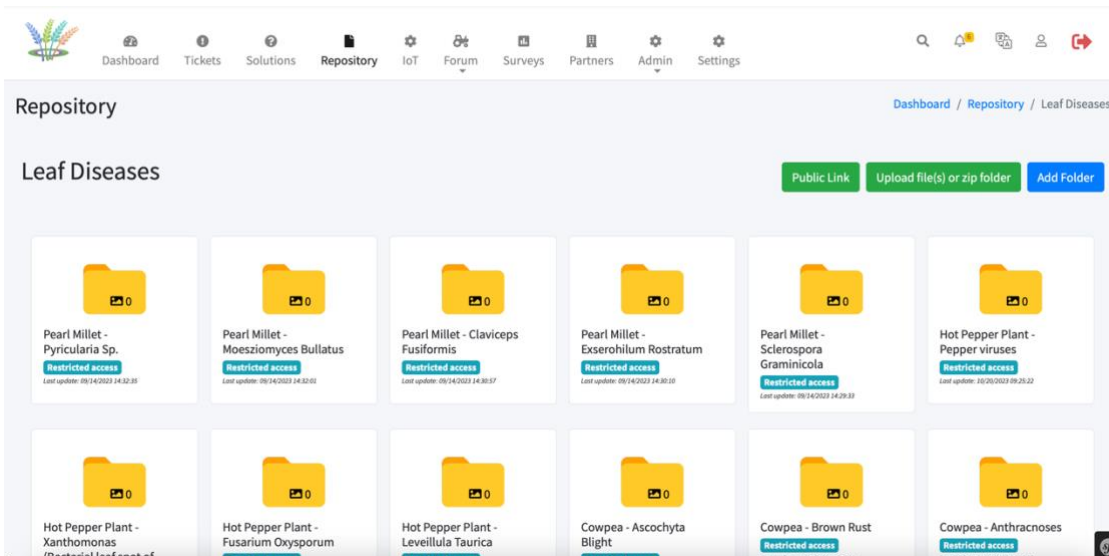 6
Dashboard Tickets Solutions Repository IoT Forum Surveys Partners Admin Settings
Repository
Dashboard / Repository / Leaf Diseases
Leaf Diseases
Public Link
Upload file(s) or zip folder
Add Folder
0
Pearl Millet -
Pyricularia Sp.
Restricted access
Last update: 09/14/2023 14:32:35
0
Pearl Millet -
Moesziomyces Bullatus
Restricted access
Last update: 09/14/2023 14:32:01
0
Pearl Millet - Claviceps
Fusiformis
Restricted access
Last update: 09/14/2023 14:30:57
0
Pearl Millet -
Exserohilum Rostratum
Restricted access
Last update: 09/14/2023 14:30:10
0
Pearl Millet -
Sclerospora
Graminicola
Restricted access
Last update: 09/14/2023 14:29:33
0
Hot Pepper Plant -
Pepper viruses
Restricted access
Last update: 10/20/2023 09:25:22
0
Hot Pepper Plant -
Xanthomonas
(Bacterial leaf spot of
0
Hot Pepper Plant -
Fusarium Oxysporum
0
Hot Pepper Plant -
Leveillula Taurica
0
Cowpea - Ascochyta
Blight
0
Cowpea - Brown Rust
Restricted access
0
Cowpea - Anthracnoses
Restricted access